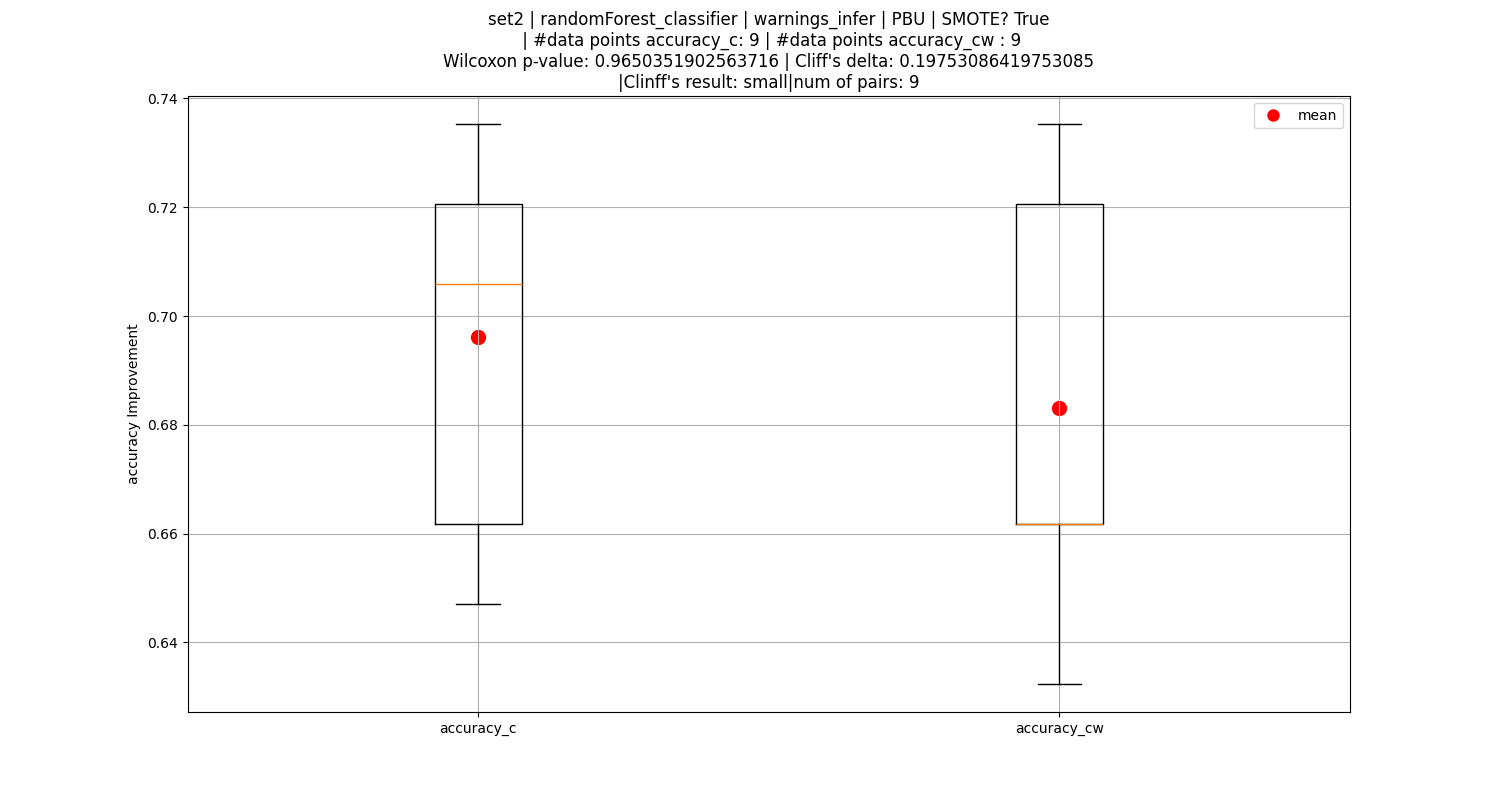 set2 | randomForest_classifier | warnings_infer | PBU | SMOTE? True
| #data points accuracy_c: 9 | #data points accuracy_cw : 9
Wilcoxon p-value: 0.9650351902563716 | Cliff's delta: 0.19753086419753085
|Clinff's result: small|num of pairs: 9
mean
0.74
0.72
0.70
0.68
0.66
0.64
accuracy Improvement
accuracy_c
accuracy_cw